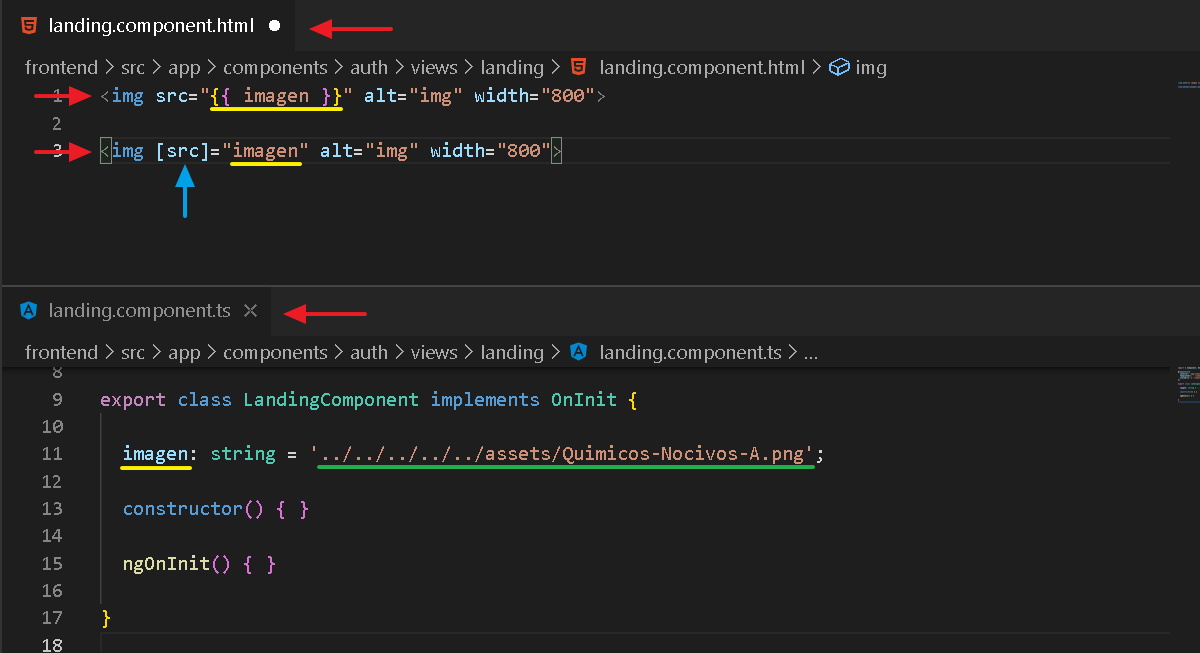 landing.component.html
frontend > src > app > components > auth > views > landing > landing.component.html > img
1 <img src="{{ imagen }}" alt="img" width="800">
2
3 <img [src]="imagen" alt="img" width="800">
landing.component.ts
frontend > src > app > components > auth > views > landing > landing.component.ts > ...
8
9 export class LandingComponent implements OnInit {
10
11 imagen: string = '../../../../../assets/Quimicos-Nocivos-A.png';
12
13 constructor() { }
14
15 ngOnInit() { }
16
17 }
18